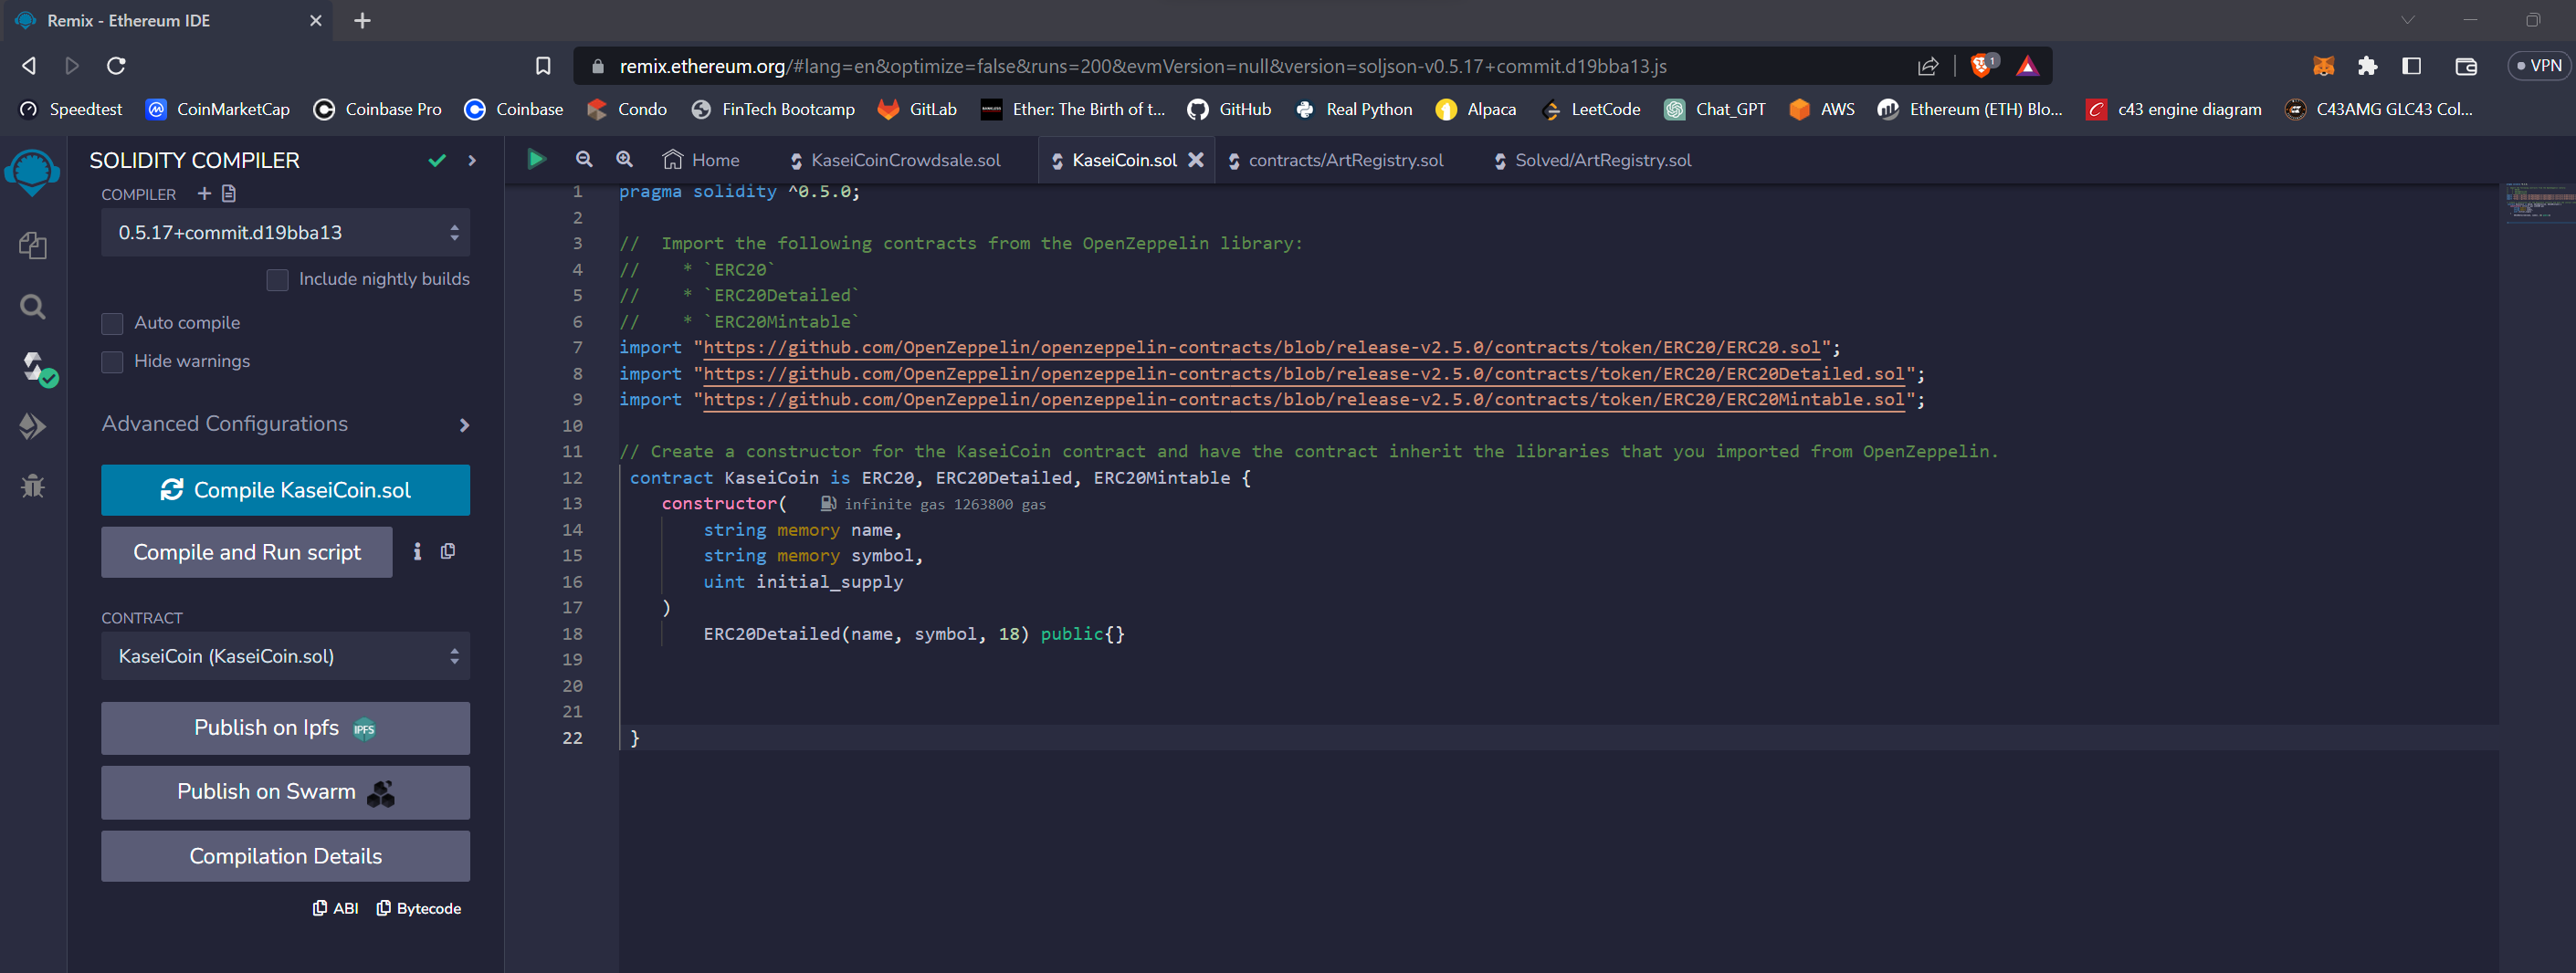 Remix - Ethereum IDE
remix.ethereum.org/#lang=en&optimize=false&runs=200&evmVersion=null&version=soljson-v0.5.17+commit.d19bba13.js
1
VPN
Speedtest CoinMarketCap Coinbase Pro Coinbase Condo FinTech Bootcamp GitLab Ether: The Birth of t... GitHub Real Python Alpaca LeetCode Chat_GPT AWS Ethereum (ETH) Blo... c43 engine diagram C43AMG GLC43 Col...
SOLIDITY COMPILER
COMPILER
0.5.17+commit.d19bba13
Include nightly builds
Auto compile
Hide warnings
Advanced Configurations
Compile KaseiCoin.sol
Compile and Run script
CONTRACT
KaseiCoin (KaseiCoin.sol)
Publish on Ipfs IPFS
Publish on Swarm
Compilation Details
ABI Bytecode
Home KaseiCoinCrowdsale.sol KaseiCoin.sol contracts/ArtRegistry.sol Solved/ArtRegistry.sol
1 pragma solidity ^0.5.0;
2
3 //  Import the following contracts from the OpenZeppelin library:
4 //    * `ERC20`
5 //    * `ERC20Detailed`
6 //    * `ERC20Mintable`
7 import "https://github.com/OpenZeppelin/openzeppelin-contracts/blob/release-v2.5.0/contracts/token/ERC20/ERC20.sol";
8 import "https://github.com/OpenZeppelin/openzeppelin-contracts/blob/release-v2.5.0/contracts/token/ERC20/ERC20Detailed.sol";
9 import "https://github.com/OpenZeppelin/openzeppelin-contracts/blob/release-v2.5.0/contracts/token/ERC20/ERC20Mintable.sol";
10
11 // Create a constructor for the KaseiCoin contract and have the contract inherit the libraries that you imported from OpenZeppelin.
12 contract KaseiCoin is ERC20, ERC20Detailed, ERC20Mintable {
13 constructor( infinite gas 1263800 gas
14 string memory name,
15 string memory symbol,
16 uint initial_supply
17 )
18 ERC20Detailed(name, symbol, 18) public{}
19
20
21
22 }